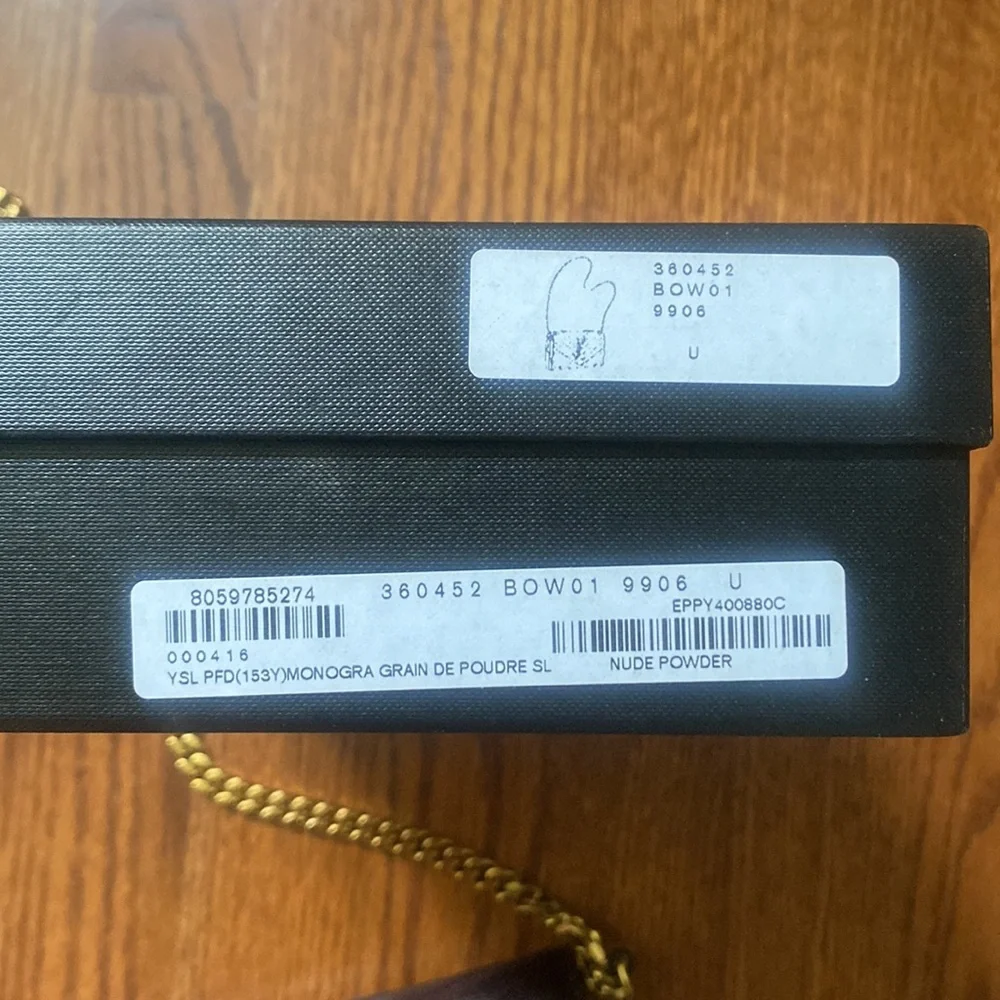 360452
BOW01
9906
U
8059785274 360452 BOW01 9906 U
EPPY400880C
000416
YSL PFD(153Y)MONOGRA GRAIN DE POUDRE SL NUDE POWDER